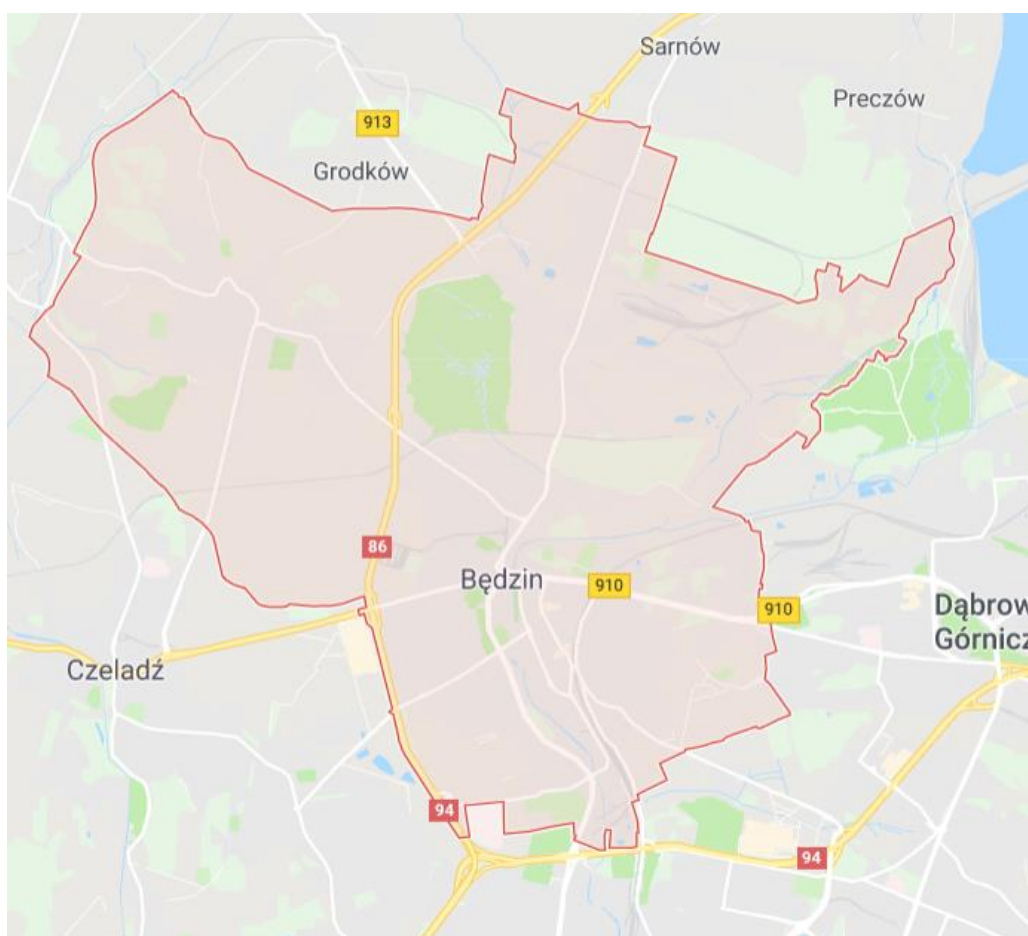 Sarnów
Preczów
913
Grodków
86
Będzin
910
910
Dąbrow
Górnicz
Czeladź
94
94